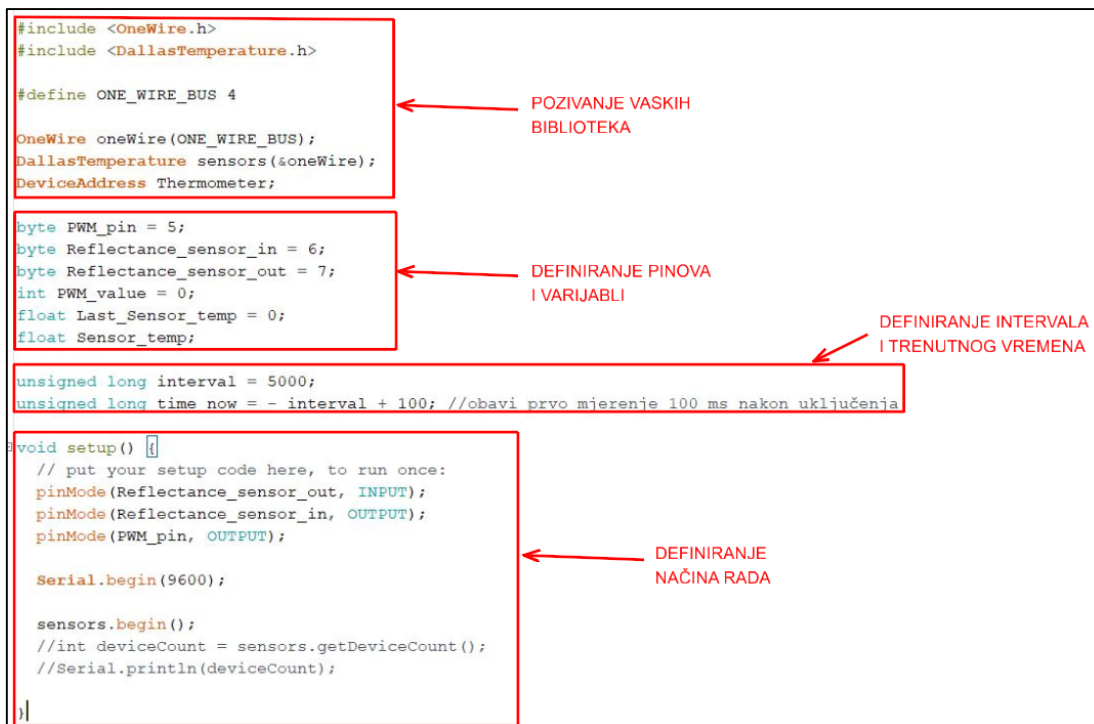 #include <OneWire.h>
#include <DallasTemperature.h>
#define ONE_WIRE_BUS 4
OneWire oneWire(ONE_WIRE_BUS);
DallasTemperature sensors(&oneWire);
DeviceAddress Thermometer;
POZIVANJE VAŠKIH
BIBLIOTEKA
byte PWM_pin = 5;
byte Reflectance_sensor_in = 6;
byte Reflectance_sensor_out = 7;
int PWM_value = 0;
float Last_Sensor_temp = 0;
float Sensor_temp;
DEFINIRANJE PINOVA
I VARIJABLI
DEFINIRANJE INTERVALA
I TRENUTNOG VREMENA
unsigned long interval = 5000;
unsigned long time now = - interval + 100; //obavi prvo mjerenje 100 ms nakon uključenja
void setup() {
// put your setup code here, to run once:
pinMode(Reflectance_sensor_out, INPUT);
pinMode(Reflectance_sensor_in, OUTPUT);
pinMode(PWM_pin, OUTPUT);
Serial.begin(9600);
sensors.begin();
//int deviceCount = sensors.getDeviceCount();
//Serial.println(deviceCount);
}
DEFINIRANJE
NAČINA RADA